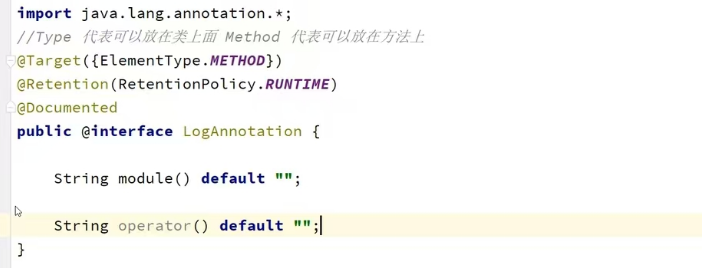 import java.lang.annotation.*;
//Type 代表可以放在类上面 Method 代表可以放在方法上
@Target({ElementType.METHOD})
@Retention(RetentionPolicy.RUNTIME)
@Documented
public @interface LogAnnotation {
String module() default "";
String operator() default "";
}